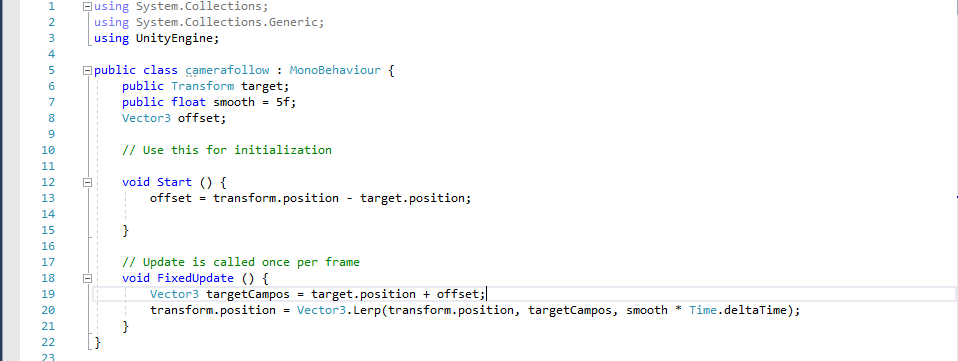 1 using System.Collections;
2 using System.Collections.Generic;
3 using UnityEngine;
4
5 public class camerafollow : MonoBehaviour {
6 public Transform target;
7 public float smooth = 5f;
8 Vector3 offset;
9
10 // Use this for initialization
11
12 void Start () {
13 offset = transform.position - target.position;
14
15 }
16
17 // Update is called once per frame
18 void FixedUpdate () {
19 Vector3 targetCampos = target.position + offset;
20 transform.position = Vector3.Lerp(transform.position, targetCampos, smooth * Time.deltaTime);
21 }
22 }
23